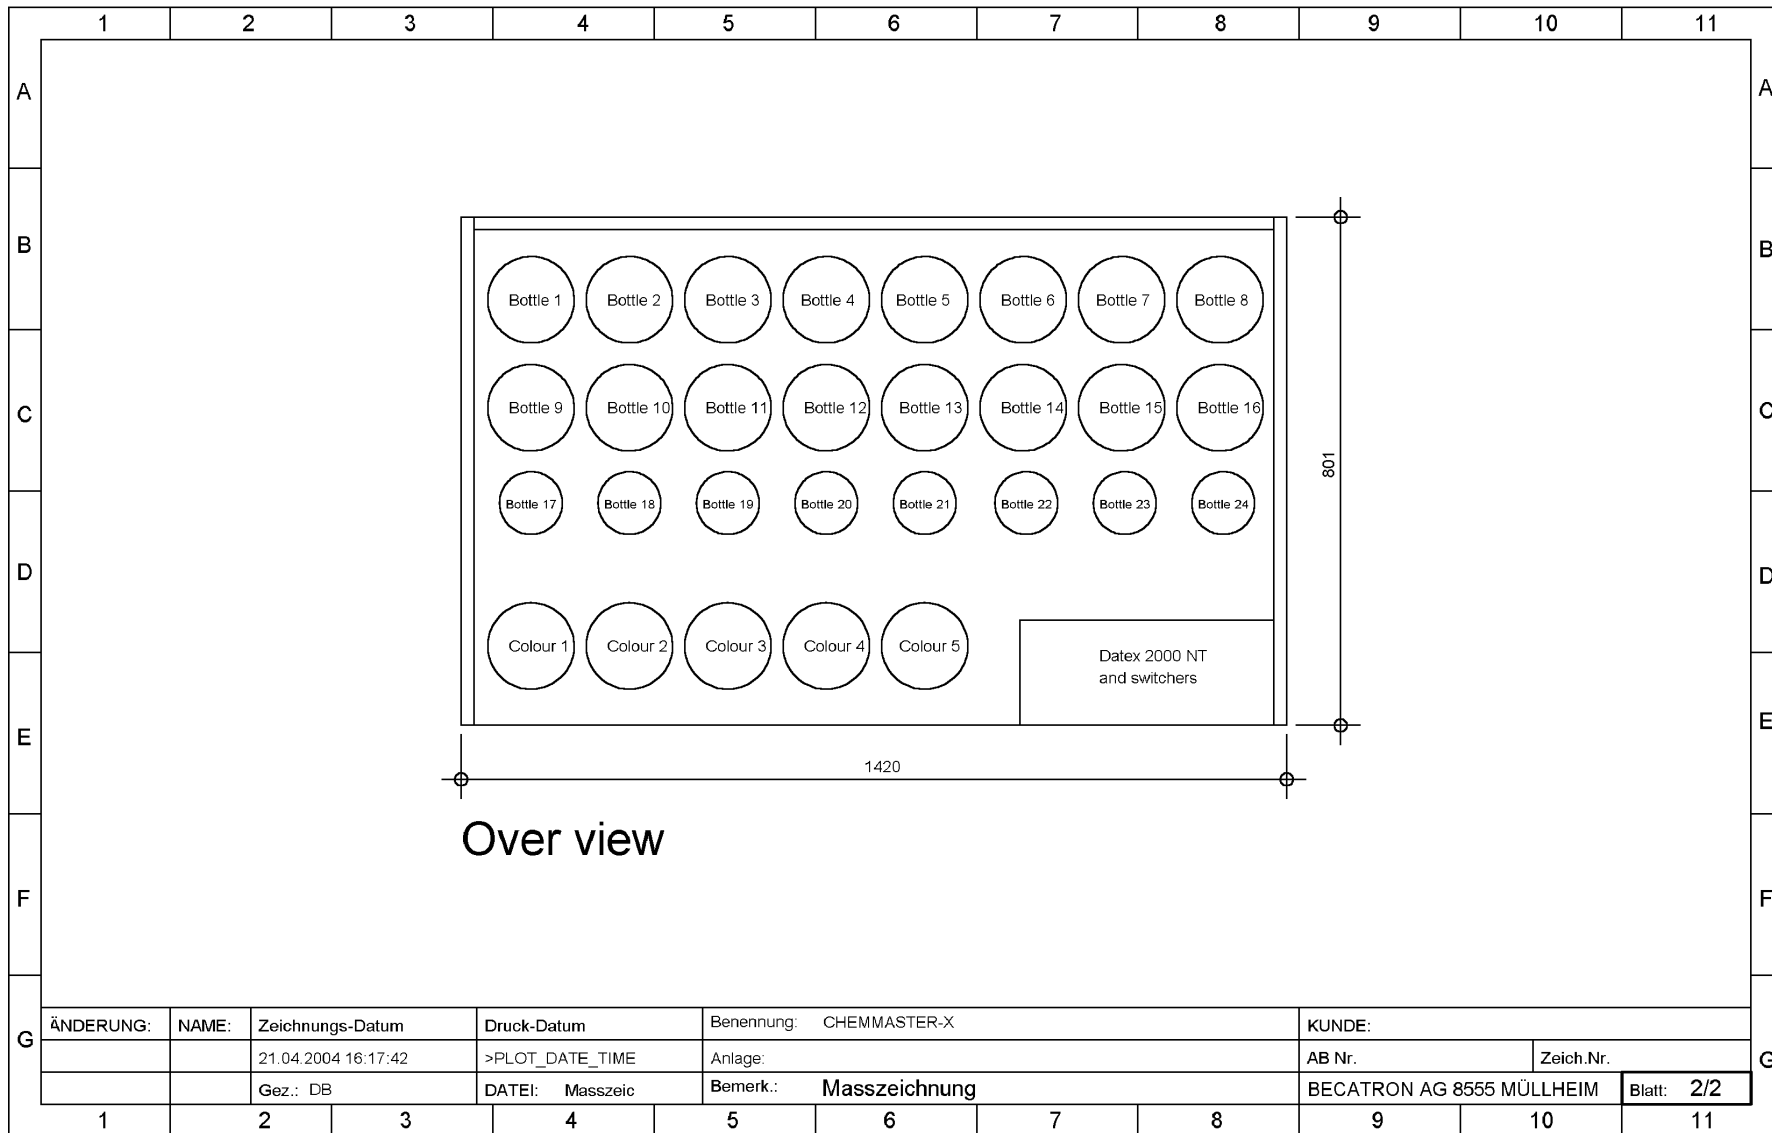 1 2 3 4 5 6 7 8 9 10 11
A A
B B
Bottle 1 Bottle 2 Bottle 3 Bottle 4 Bottle 5 Bottle 6 Bottle 7 Bottle 8
C C
Bottle 9 Bottle 10 Bottle 11 Bottle 12 Bottle 13 Bottle 14 Bottle 15 Bottle 16
801
Bottle 17 Bottle 18 Bottle 19 Bottle 20 Bottle 21 Bottle 22 Bottle 23 Bottle 24
D D
Colour 1 Colour 2 Colour 3 Colour 4 Colour 5
Datex 2000 NT
and switchers
E E
1420
Over view
F F
G G
ÄNDERUNG: NAME: Zeichnungs-Datum Druck-Datum Benennung: CHEMMASTER-X KUNDE:
21.04.2004 16:17:42 >PLOT_DATE_TIME Anlage: AB Nr. Zeich.Nr.
Gez.: DB DATEI: Masszeic Bemerk.: Masszeichnung BECATRON AG 8555 MÜLLHEIM Blatt: 2/2
1 2 3 4 5 6 7 8 9 10 11